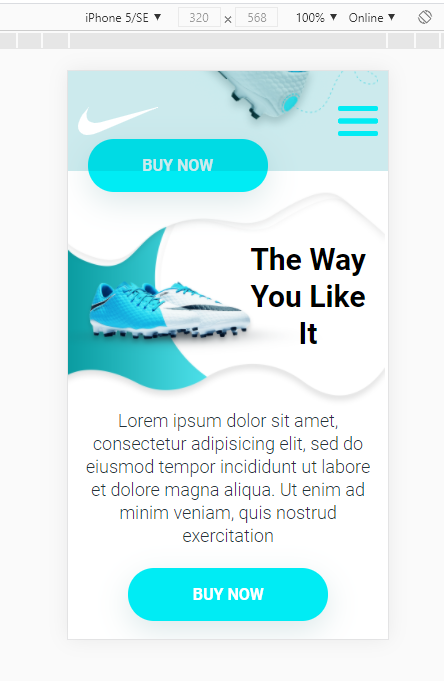 iPhone 5/SE ▼ 320 × 568 100% ▼ Online ▼
BUY NOW
The Way
You Like
It
Lorem ipsum dolor sit amet,
consectetur adipisicing elit, sed do
eiusmod tempor incididunt ut labore
et dolore magna aliqua. Ut enim ad
minim veniam, quis nostrud
exercitation
BUY NOW